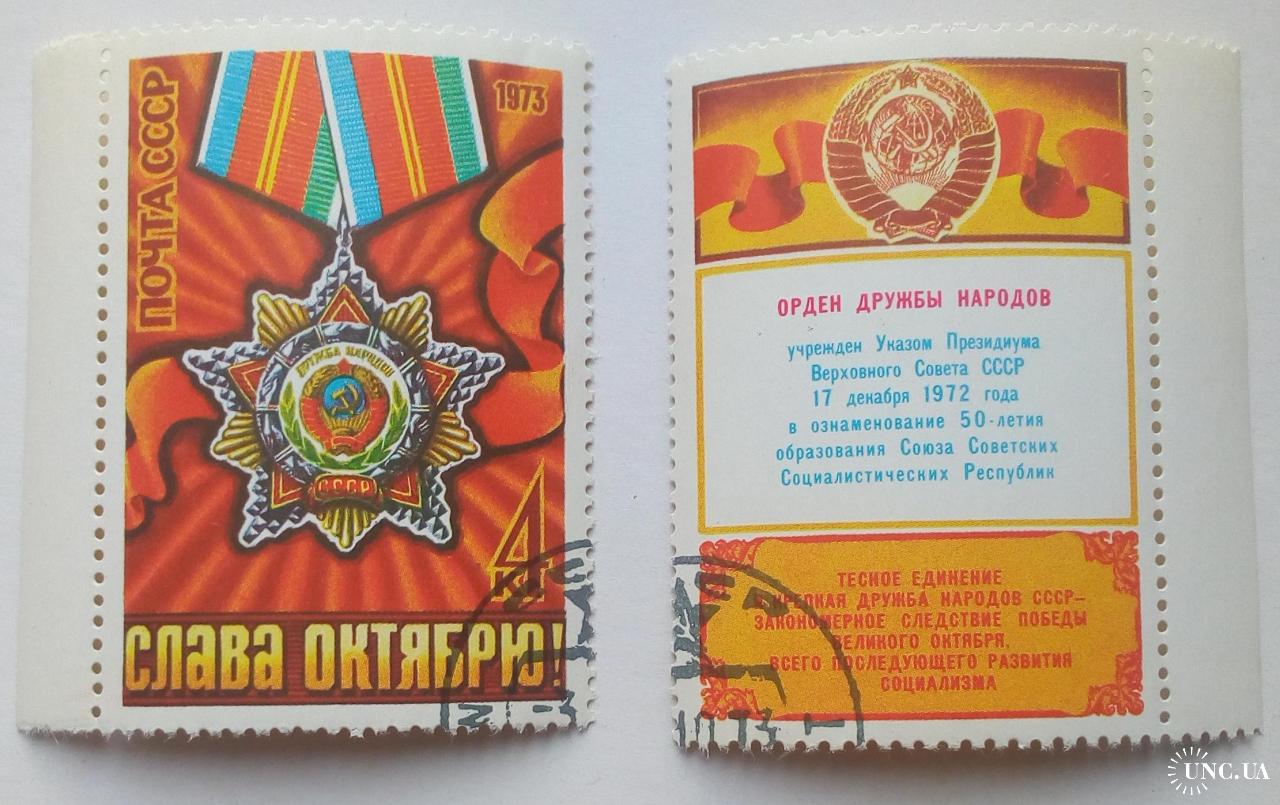 ПОЧТА СССР
1973
ДРУЖБА НАРОДОВ
СССР
4
к
СЛАВА ОКТЯБРЮ!
ОРДЕН ДРУЖБЫ НАРОДОВ
учрежден Указом Президиума
Верховного Совета СССР
17 декабря 1972 года
в ознаменование 50-летия
образования Союза Советских
Социалистических Республик
ТЕСНОЕ ЕДИНЕНИЕ
И КРЕПКАЯ ДРУЖБА НАРОДОВ СССР-
ЗАКОНОМЕРНОЕ СЛЕДСТВИЕ ПОБЕДЫ
ВЕЛИКОГО ОКТЯБРЯ,
ВСЕГО ПОСЛЕДУЮЩЕГО РАЗВИТИЯ
СОЦИАЛИЗМА
UNC.UA